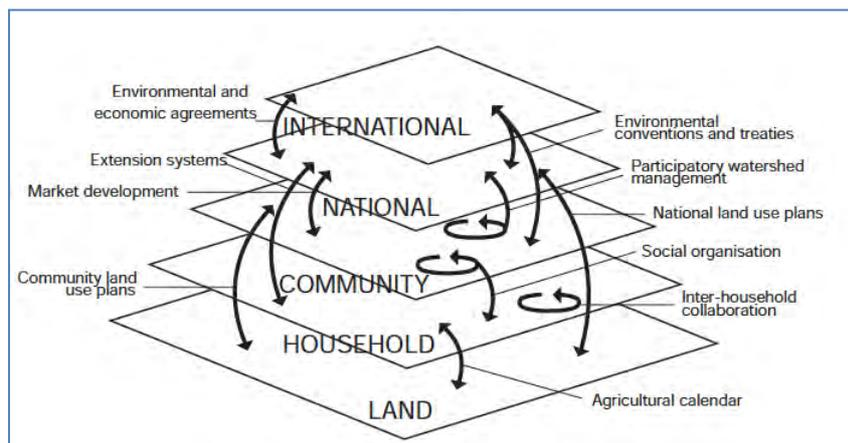 Environmental and
economic agreements
INTERNATIONAL
Environmental
conventions and treaties
Extension systems
Participatory watershed
management
Market development
NATIONAL
National land use plans
Social organisation
Community land
use plans
COMMUNITY
Inter-household
collaboration
HOUSEHOLD
Agricultural calendar
LAND